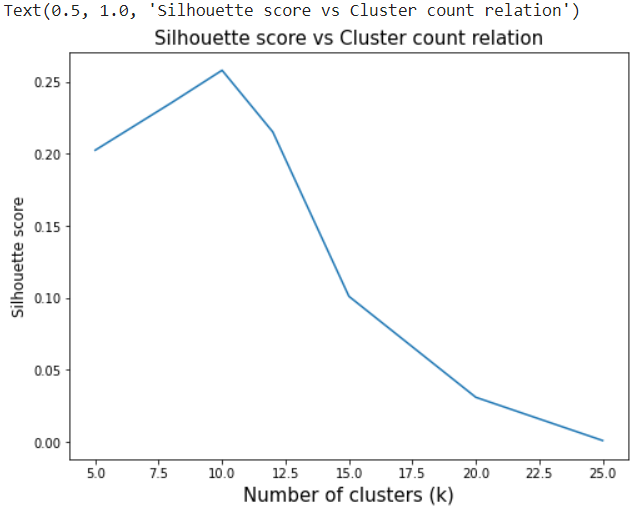 Text(0.5, 1.0, 'Silhouette score vs Cluster count relation')
Silhouette score vs Cluster count relation
0.25
0.20
0.15
0.10
0.05
0.00
Silhouette score
5.0 7.5 10.0 12.5 15.0 17.5 20.0 22.5 25.0
Number of clusters (k)